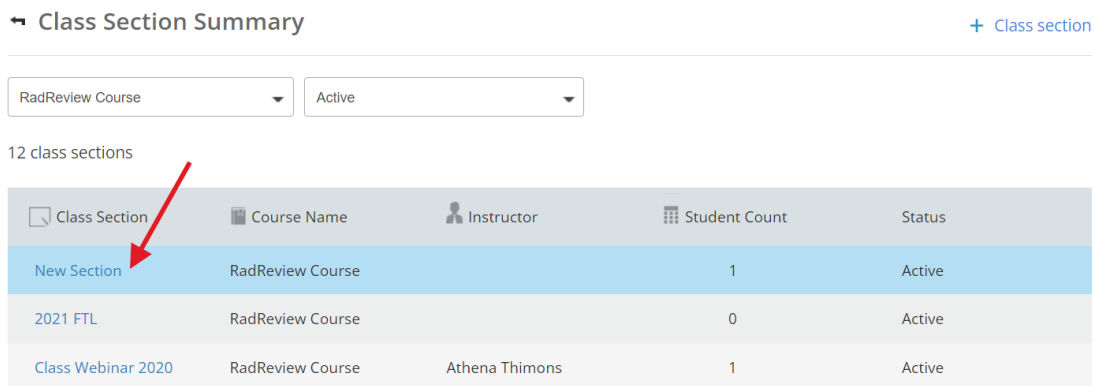 Class Section Summary
+ Class section
RadReview Course Active
12 class sections
Class Section Course Name Instructor Student Count Status
New Section RadReview Course 1 Active
2021 FTL RadReview Course 0 Active
Class Webinar 2020 RadReview Course Athena Thimons 1 Active